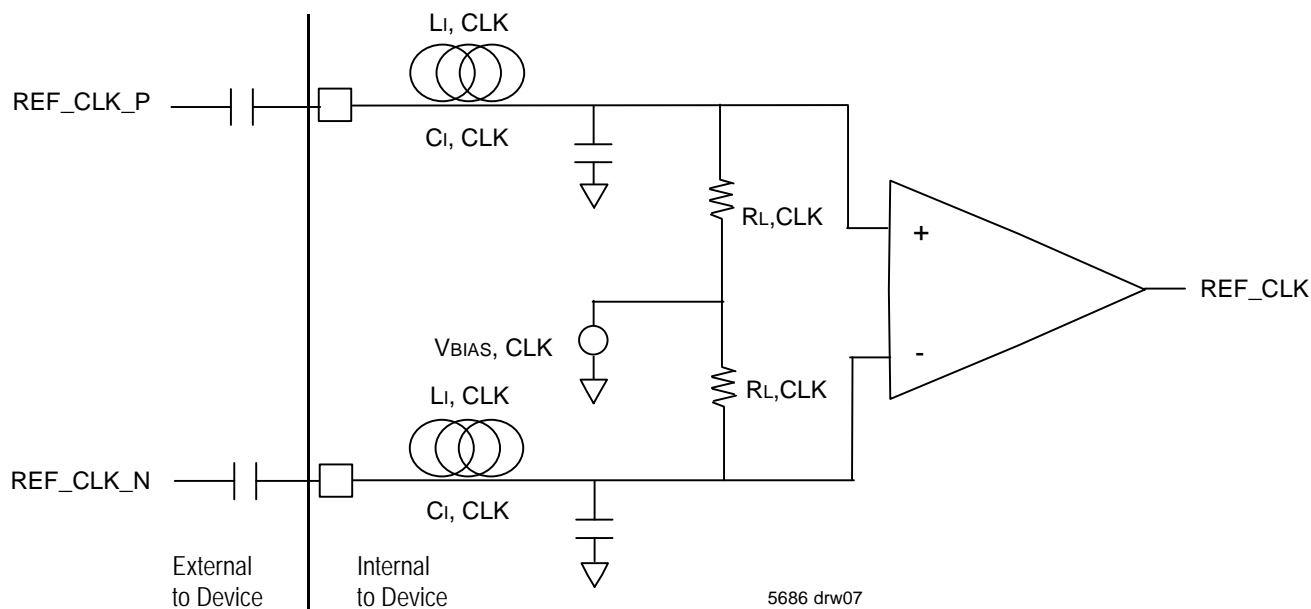 LI, CLK
REF_CLK_P
CI, CLK
RL,CLK
+
REF_CLK
VBIAS, CLK
-
RL,CLK
LI, CLK
REF_CLK_N
CI, CLK
External
to Device
Internal
to Device
5686 drw07